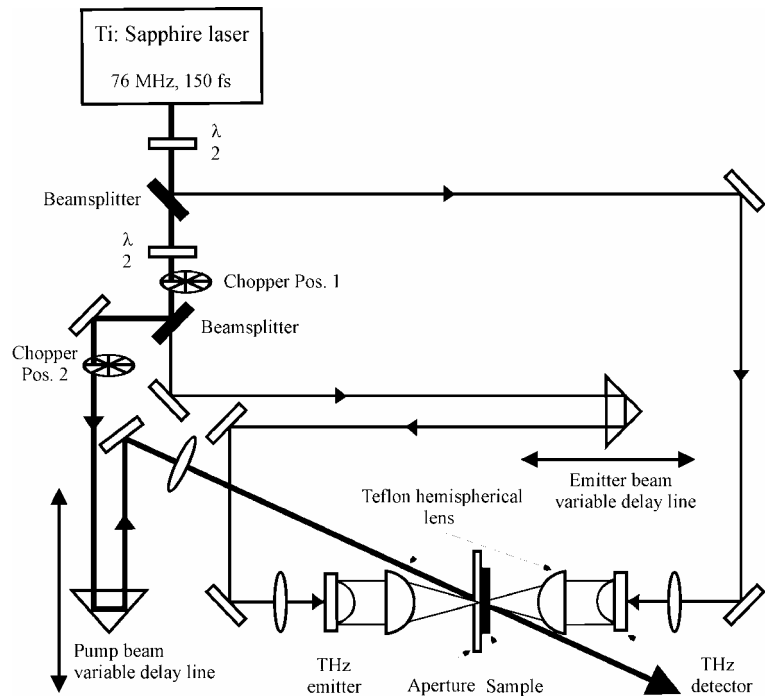 Ti: Sapphire laser
76 MHz, 150 fs
λ
2
Beamsplitter
λ
2
Chopper Pos. 1
Beamsplitter
Chopper
Pos. 2
Emitter beam
variable delay line
Teflon hemispherical
lens
Pump beam
variable delay line
THz
emitter
Aperture
Sample
THz
detector